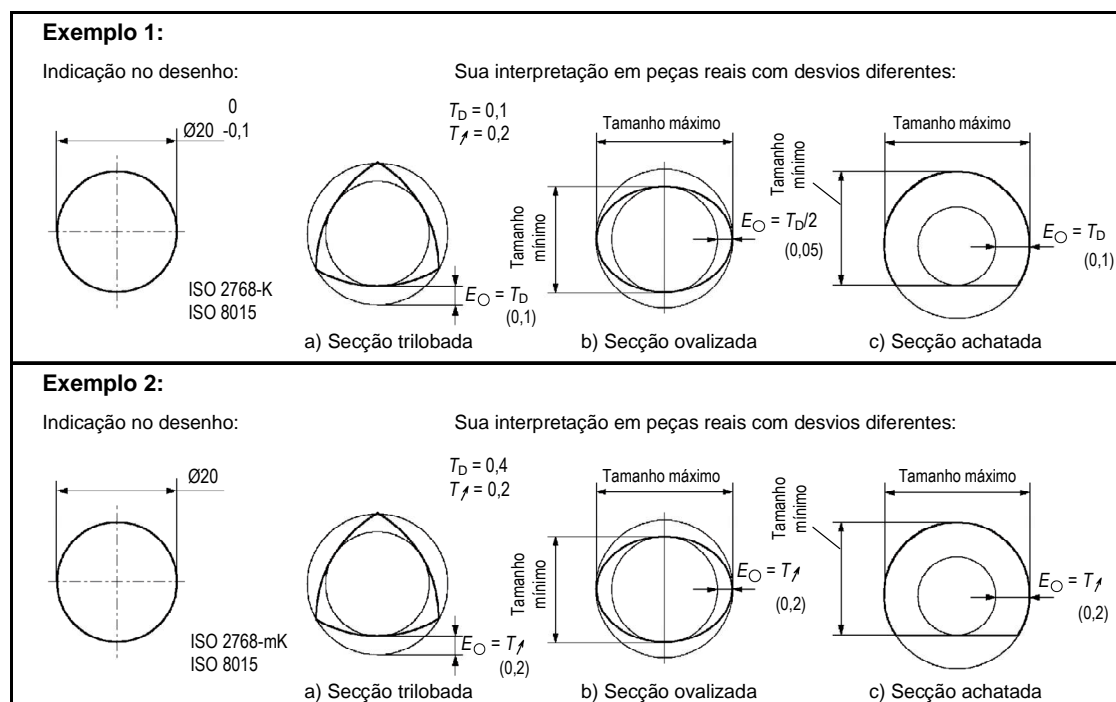 Exemplo 1:
Indicação no desenho:
Sua interpretação em peças reais com desvios diferentes:
0
Ø20 -0,1
ISO 2768-K
ISO 8015
T_D = 0,1
T↗ = 0,2
E○ = T_D
(0,1)
a) Secção trilobada
Tamanho máximo
Tamanho
mínimo
E○ = T_D/2
(0,05)
b) Secção ovalizada
Tamanho máximo
Tamanho
mínimo
E○ = T_D
(0,1)
c) Secção achatada
Exemplo 2:
Indicação no desenho:
Sua interpretação em peças reais com desvios diferentes:
Ø20
ISO 2768-mK
ISO 8015
T_D = 0,4
T↗ = 0,2
E○ = T↗
(0,2)
a) Secção trilobada
Tamanho máximo
Tamanho
mínimo
E○ = T↗
(0,2)
b) Secção ovalizada
Tamanho máximo
Tamanho
mínimo
E○ = T↗
(0,2)
c) Secção achatada